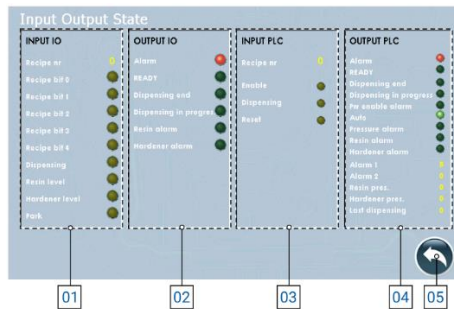 Input Output State
INPUT IO
Recipe nr 0
Recipe bit 0
Recipe bit 1
Recipe bit 2
Recipe bit 3
Recipe bit 4
Dispensing
Resin level
Hardener level
Park
OUTPUT IO
Alarm
READY
Dispensing end
Dispensing in progres
Resin alarm
Hardener alarm
INPUT PLC
Recipe nr 0
Enable
Dispensing
Reset
OUTPUT PLC
Alarm
READY
Dispensing end
Dispensing in progress
Pw enable alarm
Auto
Pressure alarm
Resin alarm
Hardener alarm
Alarm 1
Alarm 2 0
Resin pres. 0
Hardener pres. 0
Last dispensing 0
01
02
03
04
05